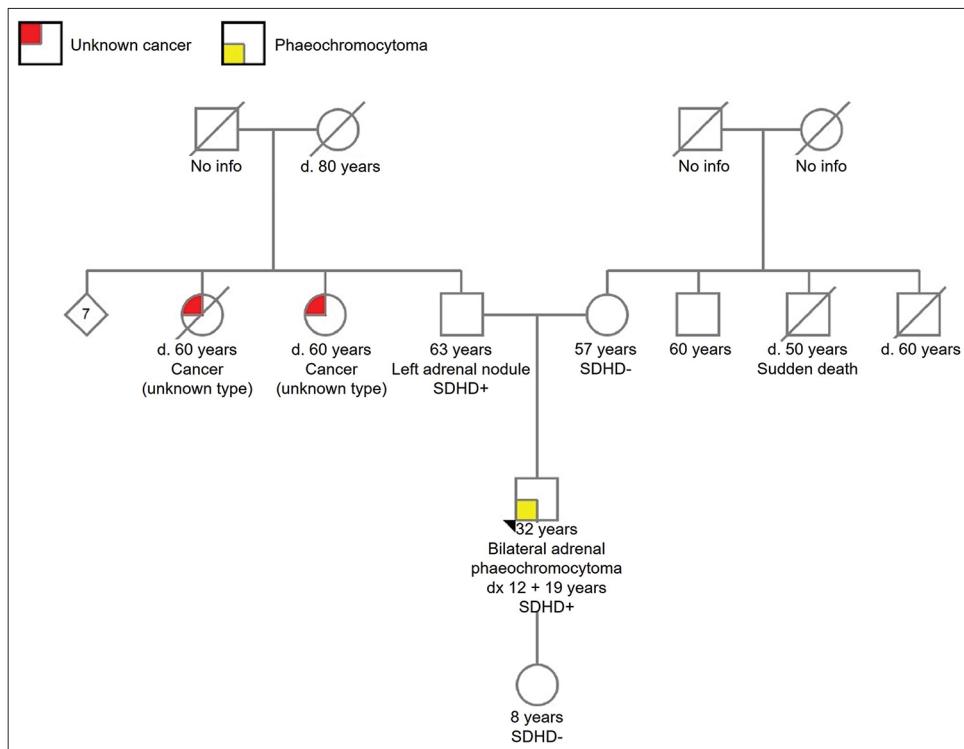 Unknown cancer
Phaeochromocytoma
No info
d. 80 years
No info
No info
7
d. 60 years
Cancer
(unknown type)
d. 60 years
Cancer
(unknown type)
63 years
Left adrenal nodule
SDHD+
57 years
SDHD-
60 years
d. 50 years
Sudden death
d. 60 years
32 years
Bilateral adrenal
phaeochromocytoma
dx 12 + 19 years
SDHD+
8 years
SDHD-